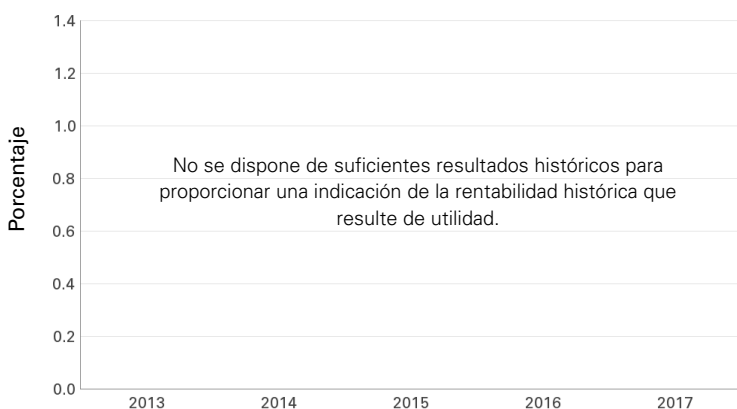 1.4
1.2
1.0
0.8
0.6
0.4
0.2
0.0
Porcentaje
No se dispone de suficientes resultados históricos para
proporcionar una indicación de la rentabilidad histórica que
resulte de utilidad.
2013 2014 2015 2016 2017